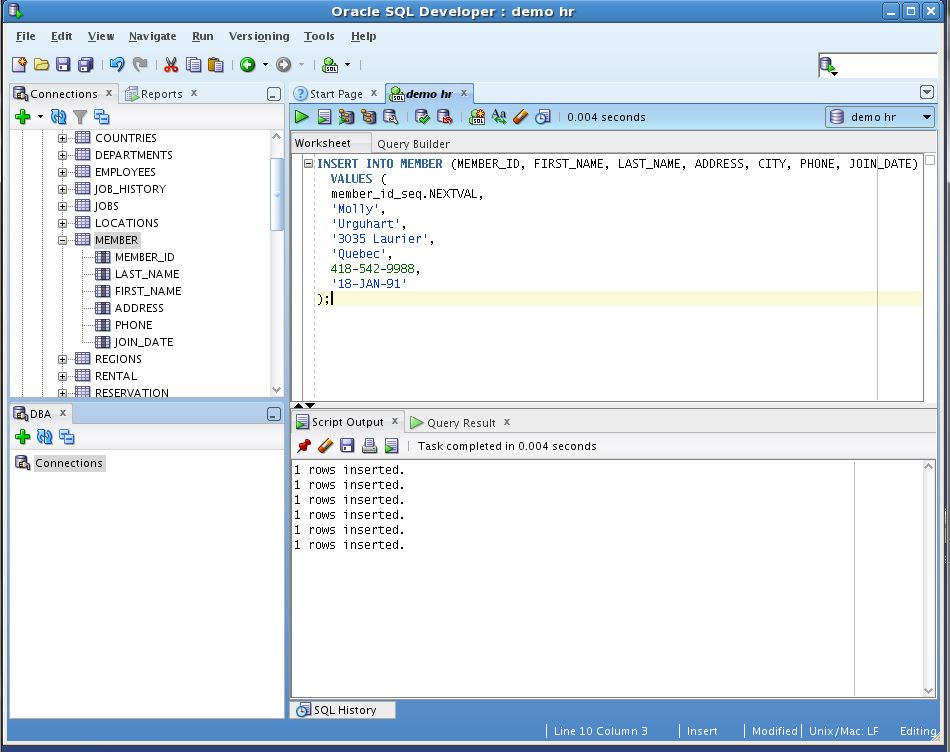 Oracle SQL Developer : demo hr
File Edit View Navigate Run Versioning Tools Help
Connections x Reports x
COUNTRIES
DEPARTMENTS
EMPLOYEES
JOB_HISTORY
JOBS
LOCATIONS
MEMBER
MEMBER_ID
LAST_NAME
FIRST_NAME
ADDRESS
PHONE
JOIN_DATE
REGIONS
RENTAL
RESERVATION
DBA x
Connections
Start Page x demo hr x
0.004 seconds demo hr
Worksheet Query Builder
INSERT INTO MEMBER (MEMBER_ID, FIRST_NAME, LAST_NAME, ADDRESS, CITY, PHONE, JOIN_DATE)
VALUES (
member_id_seq.NEXTVAL,
'Molly',
'Urguhart',
'3035 Laurier',
'Quebec',
418-542-9988,
'18-JAN-91'
);
Script Output x Query Result x
Task completed in 0.004 seconds
1 rows inserted.
1 rows inserted.
1 rows inserted.
1 rows inserted.
1 rows inserted.
1 rows inserted.
SQL History
Line 10 Column 3 Insert Modified Unix/Mac: LF Editing